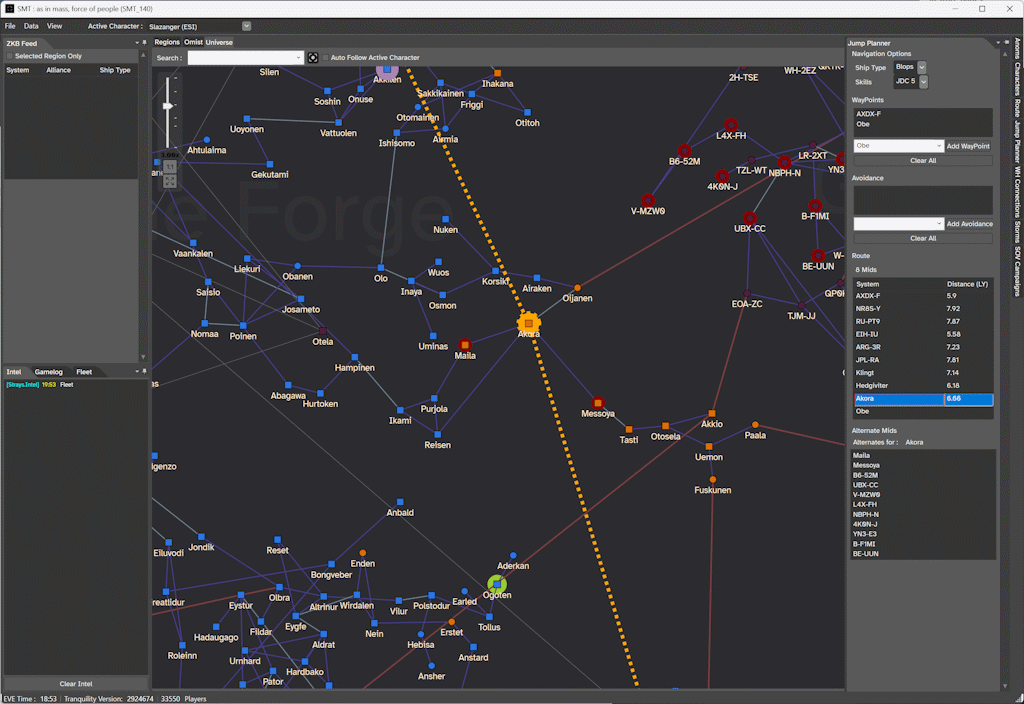 SMT : as in mass, force of people (SMT_140)
File Data View Active Character : Slazanger (ESI)
ZKB Feed
Selected Region Only
System Alliance Ship Type
Intel Gamelog Fleet
[Strays.Intel] 19:53 Fleet
Clear Intel
EVE Time : 18:53 Tranquility Version: 2924674 33550 Players
Regions Omist Universe
Search : Auto Follow Active Character
1:1
e Forge
Slien
Akkilen
Ihakana
Sakkikainen
Soshin
Onuse
Friggi
Otomainen
Otitoh
Uoyonen
Vattuolen
Ishisomo
Airmia
Ahtulaima
Gekutami
Nuken
Vaankalen
Liekuri
Obanen
Olo
Wuos
Korsiki
Saisio
Inaya
Airaken
Oijanen
Josameto
Osmon
Nomaa
Poinen
Otela
Uminas
Akora
Maila
Hampinen
Abagawa
Hurtoken
Purjola
Ikami
Messoya
Reisen
Tasti
Otosela
Akkio
Paala
Uemon
Fuskunen
igenzo
Anbald
Eiluvodi
Jondik
Reset
Enden
Bongveber
Aderkan
Ogoten
reatlidur
Eystur
Olbra
Altrinur
Wirdalen
Vilur
Polstodur
Earled
Tollus
Hadaugago
Fildar
Eygfe
Nein
Hebisa
Erstet
Roleinn
Urnhard
Aldrat
Anstard
Hardbako
Pator
Ansher
2H-TSE
WH-2EZ
L4X-FH
B6-52M
TZL-WT
LR-2XT
NBPH-N
YN3
4K0N-J
V-MZW0
B-F1MI
UBX-CC
BE-UUN
W-
EOA-ZC
TJM-JJ
QP6
Jump Planner
Navigation Options
Ship Type Blops
Skills JDC 5
WayPoints
AXDX-F
Obe
Obe Add WayPoint
Clear All
Avoidance
Add Avoidance
Clear All
Route
8 Mids
System Distance (LY)
AXDX-F 5.9
NR8S-Y 7.92
RU-PT9 7.87
EIH-IU 5.58
ARG-3R 7.23
JPL-RA 7.81
Klingt 7.14
Hedgiviter 6.18
Akora 6.66
Obe
Alternate Mids
Alternates for : Akora
Maila
Messoya
B6-52M
UBX-CC
V-MZW0
L4X-FH
NBPH-N
4K0N-J
YN3-E3
B-F1MI
BE-UUN
Anoms Characters Route Jump Planner WH Connections Storms SOV Campaigns